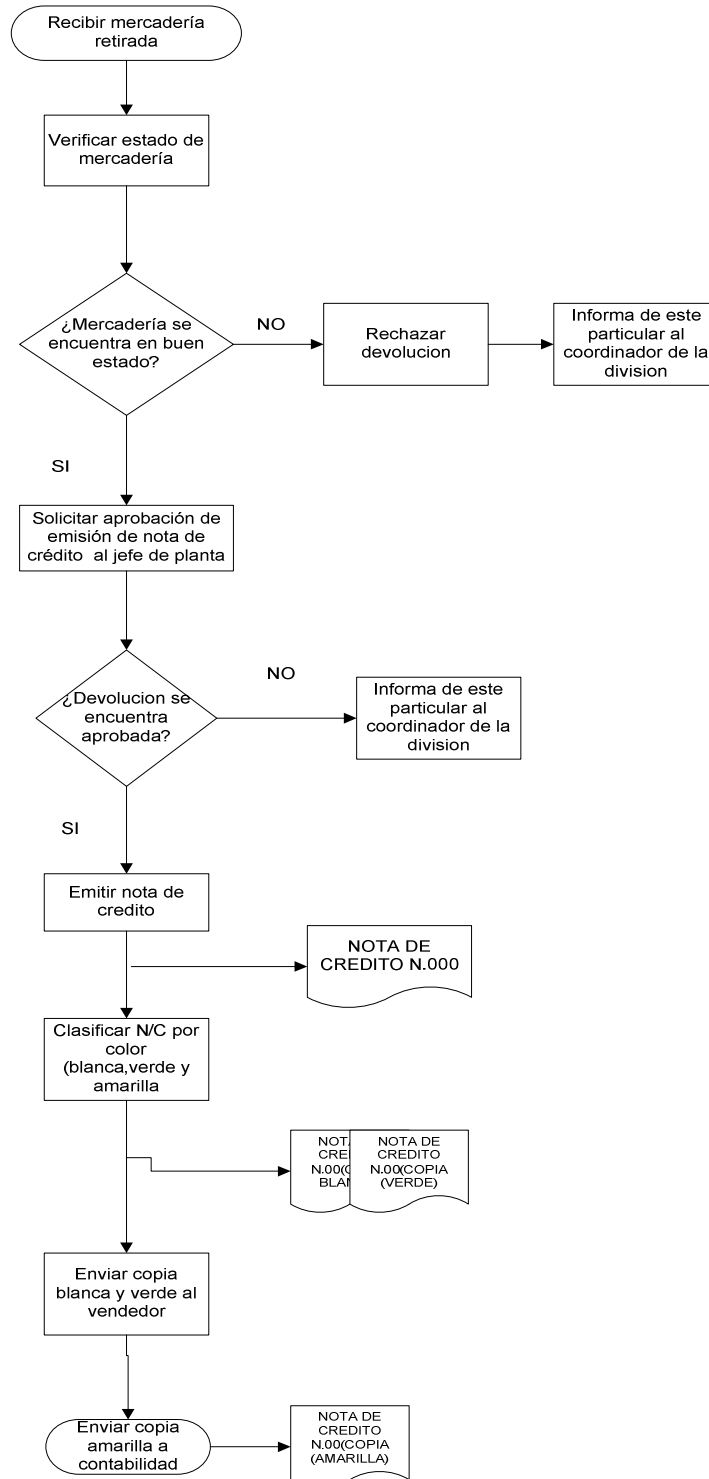 Recibir mercadería
retirada
Verificar estado de
mercadería
¿Mercadería se
encuentra en buen
estado?
NO
Rechazar
devolucion
Informa de este
particular al
coordinador de la
division
SI
Solicitar aprobación de
emisión de nota de
crédito al jefe de planta
¿Devolucion se
encuentra
aprobada?
NO
Informa de este
particular al
coordinador de la
division
SI
Emitir nota de
credito
NOTA DE
CREDITO N.000
Clasificar N/C por
color
(blanca,verde y
amarilla
NOTA DE
CREDITO
N.00(COPIA
(VERDE)
Enviar copia
blanca y verde al
vendedor
Enviar copia
amarilla a
contabilidad
NOTA DE
CREDITO
N.00(COPIA
(AMARILLA)